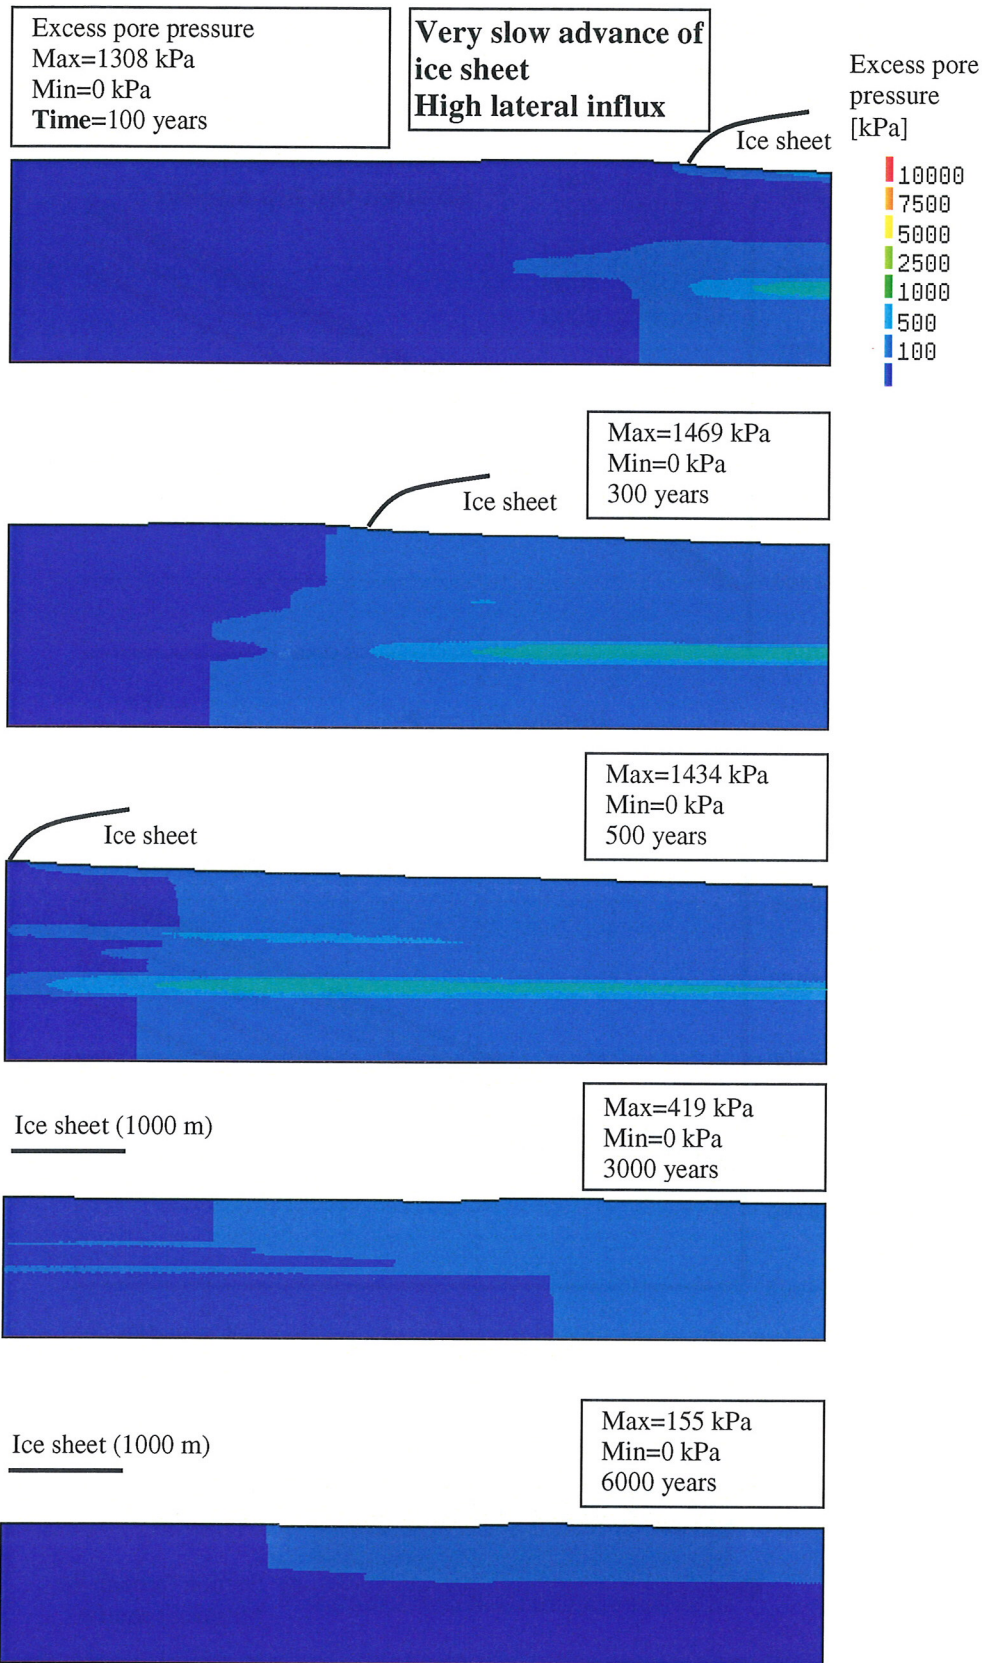 Excess pore pressure
Max=1308 kPa
Min=0 kPa
Time=100 years
Very slow advance of
ice sheet
High lateral influx
Excess pore
pressure
[kPa]
Ice sheet
10000
7500
5000
2500
1000
500
100
Max=1469 kPa
Min=0 kPa
300 years
Ice sheet
Max=1434 kPa
Min=0 kPa
500 years
Ice sheet
Max=419 kPa
Min=0 kPa
3000 years
Ice sheet (1000 m)
Max=155 kPa
Min=0 kPa
6000 years
Ice sheet (1000 m)